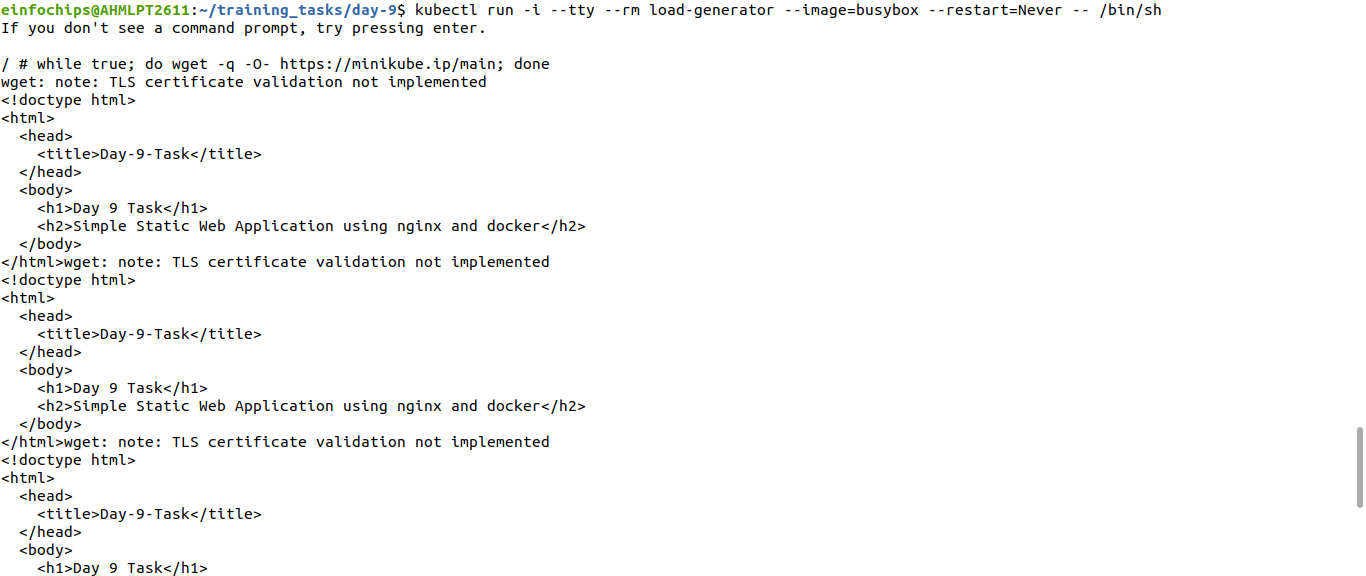 einfochips@AHMLPT2611:~/training_tasks/day-9$ kubectl run -i --tty --rm load-generator --image=busybox --restart=Never -- /bin/sh
If you don't see a command prompt, try pressing enter.

/ # while true; do wget -q -O- https://minikube.ip/main; done
wget: note: TLS certificate validation not implemented
<!doctype html>
<html>
  <head>
    <title>Day-9-Task</title>
  </head>
  <body>
    <h1>Day 9 Task</h1>
    <h2>Simple Static Web Application using nginx and docker</h2>
  </body>
</html>wget: note: TLS certificate validation not implemented
<!doctype html>
<html>
  <head>
    <title>Day-9-Task</title>
  </head>
  <body>
    <h1>Day 9 Task</h1>
    <h2>Simple Static Web Application using nginx and docker</h2>
  </body>
</html>wget: note: TLS certificate validation not implemented
<!doctype html>
<html>
  <head>
    <title>Day-9-Task</title>
  </head>
  <body>
    <h1>Day 9 Task</h1>